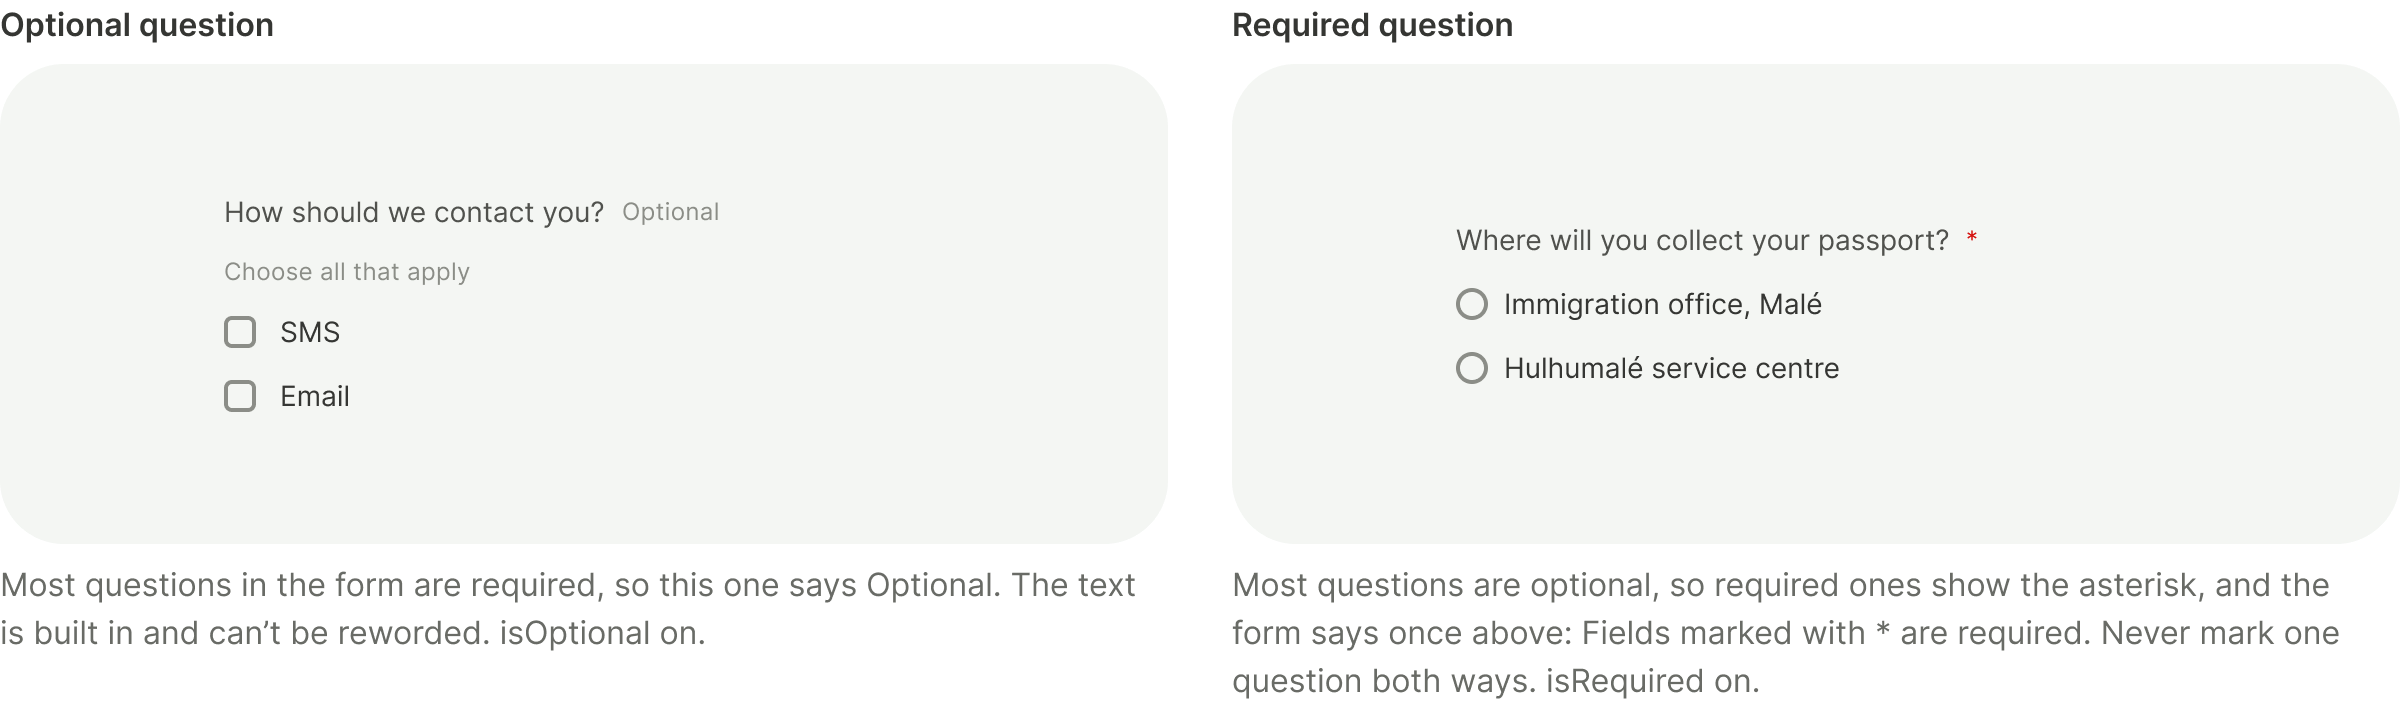 Optional question
How should we contact you? Optional
Choose all that apply
SMS
Email
Most questions in the form are required, so this one says Optional. The text
is built in and can’t be reworded. isOptional on.
Required question
Where will you collect your passport? *
Immigration office, Malé
Hulhumalé service centre
Most questions are optional, so required ones show the asterisk, and the
form says once above: Fields marked with * are required. Never mark one
question both ways. isRequired on.